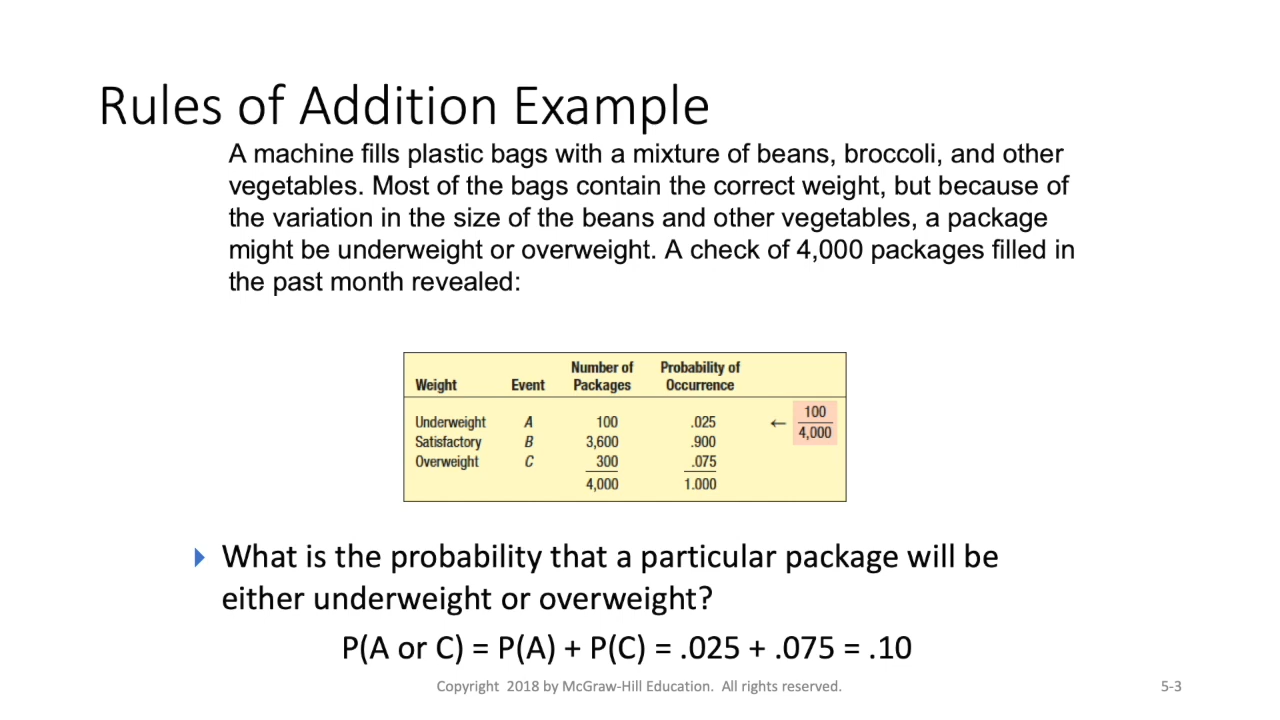 Rules of Addition Example
A machine fills plastic bags with a mixture of beans, broccoli, and other
vegetables. Most of the bags contain the correct weight, but because of
the variation in the size of the beans and other vegetables, a package
might be underweight or overweight. A check of 4,000 packages filled in
the past month revealed:
Number of Probability of
Weight Event Packages Occurrence
Underweight A 100 .025 ← 100/4,000
Satisfactory B 3,600 .900
Overweight C 300 .075
4,000 1.000
What is the probability that a particular package will be
either underweight or overweight?
P(A or C) = P(A) + P(C) = .025 + .075 = .10
Copyright 2018 by McGraw-Hill Education. All rights reserved. 5-3